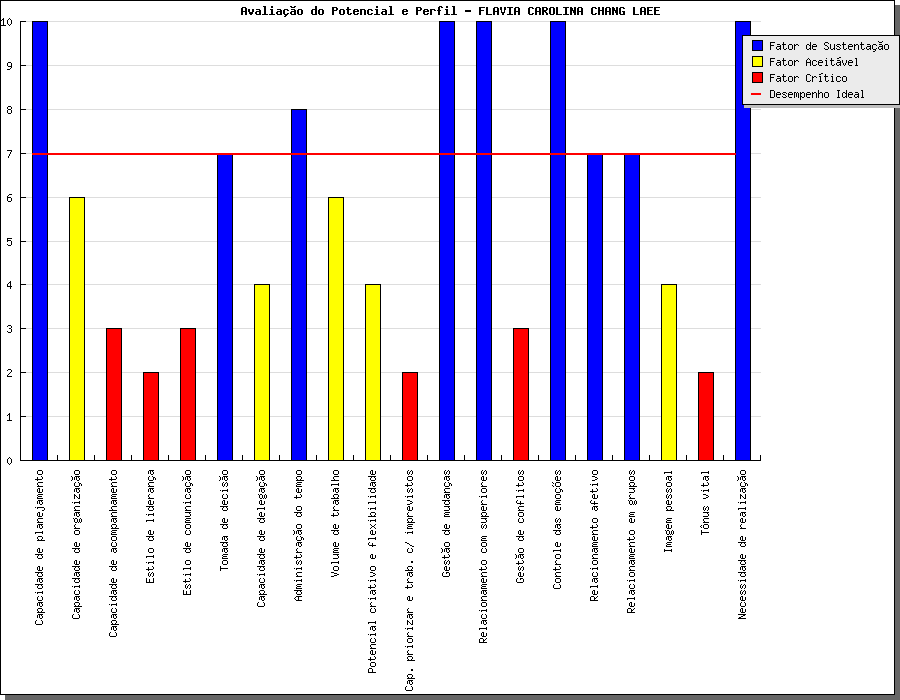 Avaliação do Potencial e Perfil - FLAVIA CAROLINA CHANG LAEE
10
9
8
7
6
5
4
3
2
1
0
Fator de Sustentação
Fator Aceitável
Fator Crítico
Desempenho Ideal
Capacidade de planejamento
Capacidade de organização
Capacidade de acompanhamento
Estilo de liderança
Estilo de comunicação
Tomada de decisão
Capacidade de delegação
Administração do tempo
Volume de trabalho
Potencial criativo e flexibilidade
Cap. priorizar e trab. c/ imprevistos
Gestão de mudanças
Relacionamento com superiores
Gestão de conflitos
Controle das emoções
Relacionamento afetivo
Relacionamento em grupos
Imagem pessoal
Tônus vital
Necessidade de realização